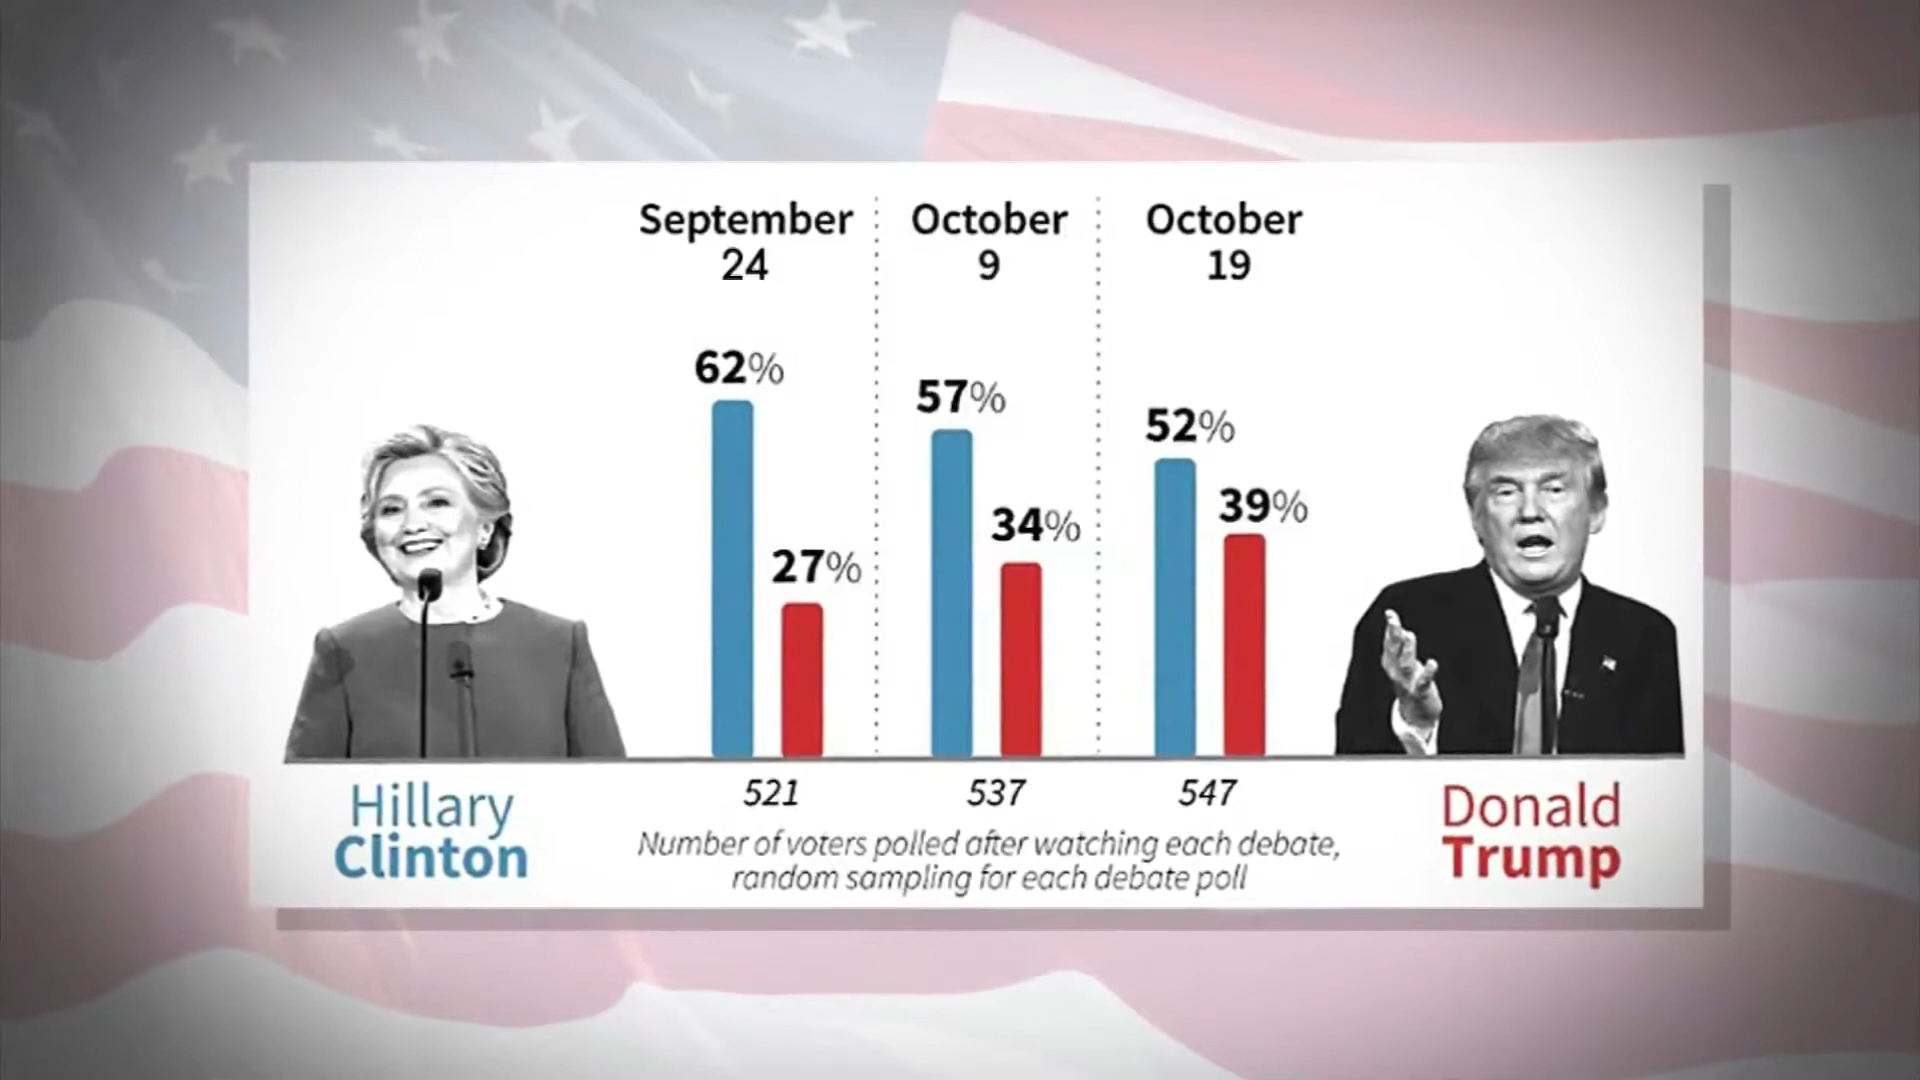 September
24
October
9
October
19
62%
27%
57%
34%
52%
39%
521
537
547
Number of voters polled after watching each debate,
random sampling for each debate poll
Hillary
Clinton
Donald
Trump